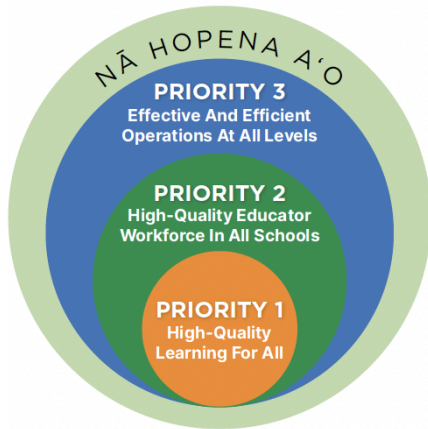 NĀ HOPENA AʻO
PRIORITY 3
Effective And Efficient
Operations At All Levels
PRIORITY 2
High-Quality Educator
Workforce In All Schools
PRIORITY 1
High-Quality
Learning For All